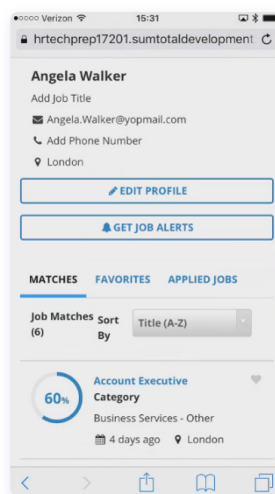 Verizon 15:31
hrtechprep17201.sumtotaldevelopment
Angela Walker
Add Job Title
Angela.Walker@yopmail.com
Add Phone Number
London
EDIT PROFILE
GET JOB ALERTS
MATCHES FAVORITES APPLIED JOBS
Job Matches Sort Title (A-Z)
(6) By
Account Executive
60% Category
Business Services - Other
4 days ago London